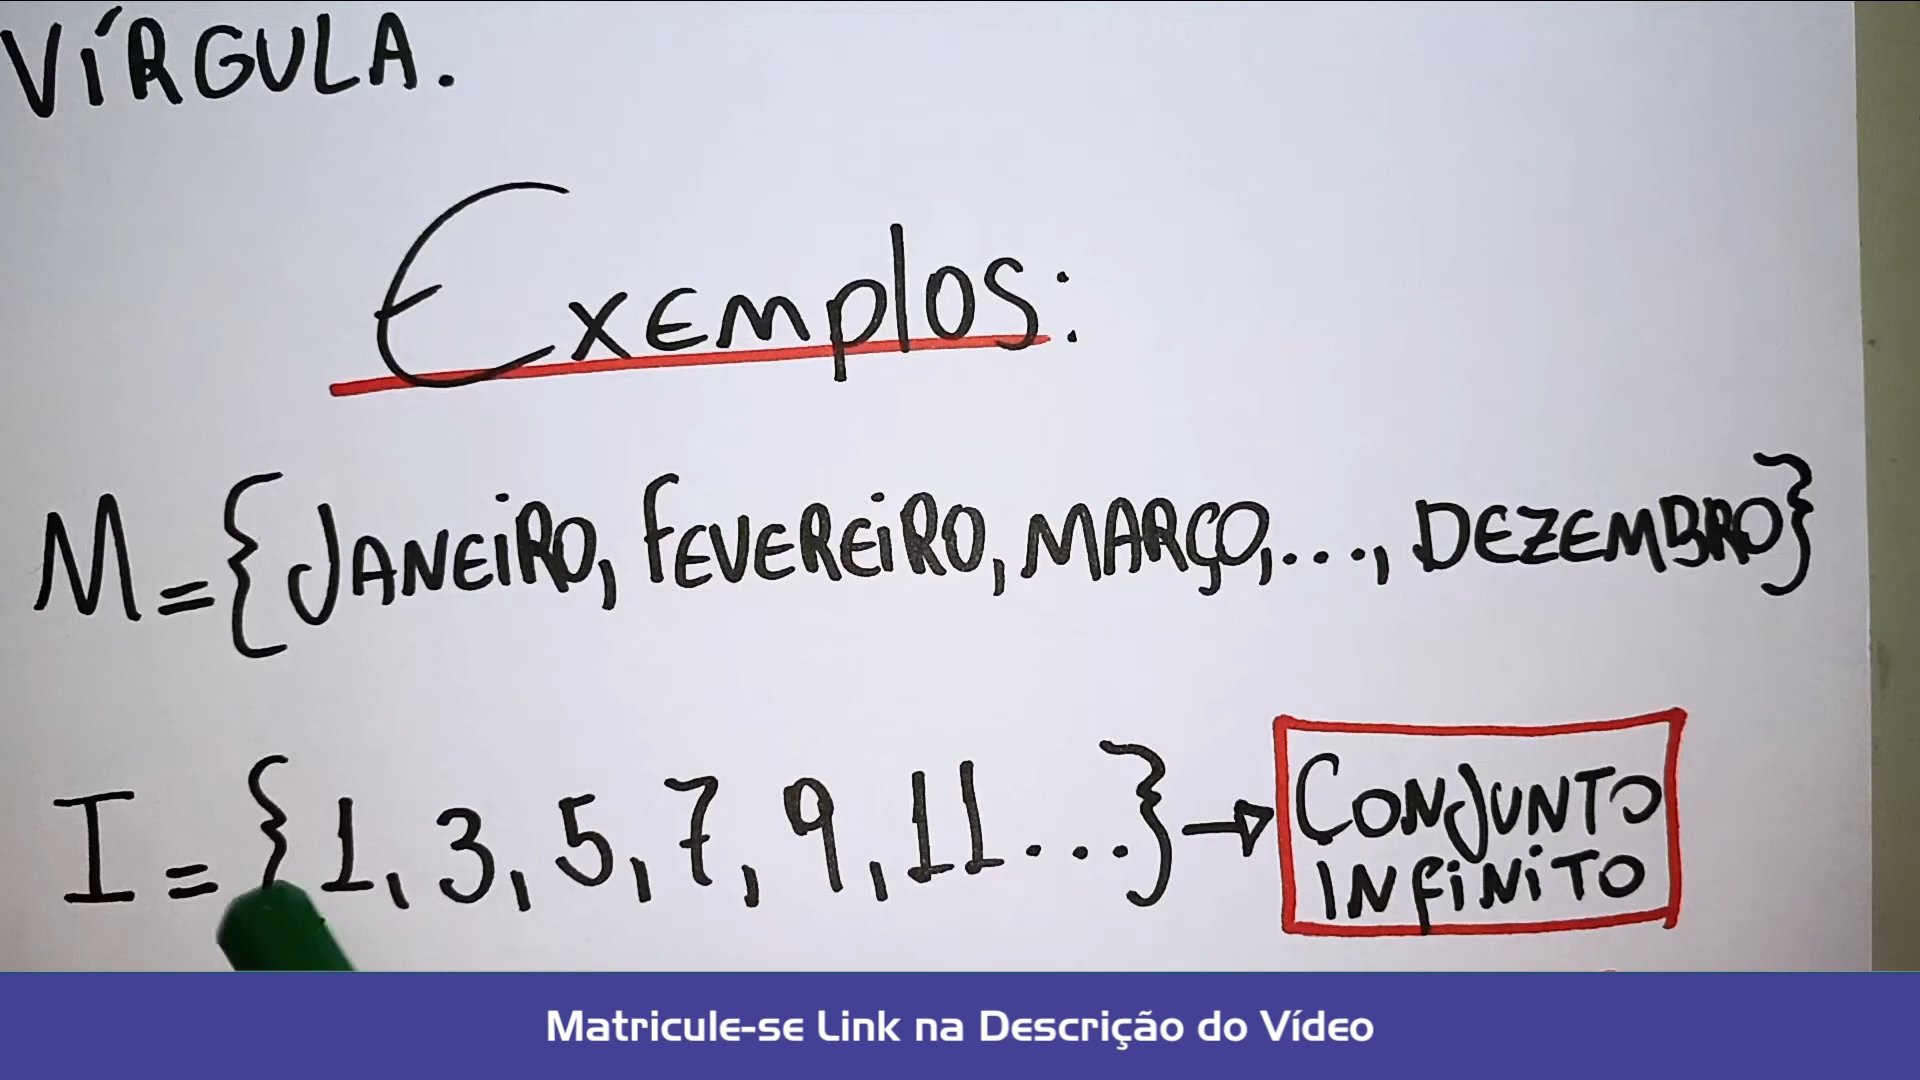 VÍRGULA.
Exemplos:
M={JANEIRO, FEVEREIRO, MARÇO,..., DEZEMBRO}
I={1,3,5,7,9,11...}→CONJUNTO
INFINITO
Matricule-se Link na Descrição do Vídeo